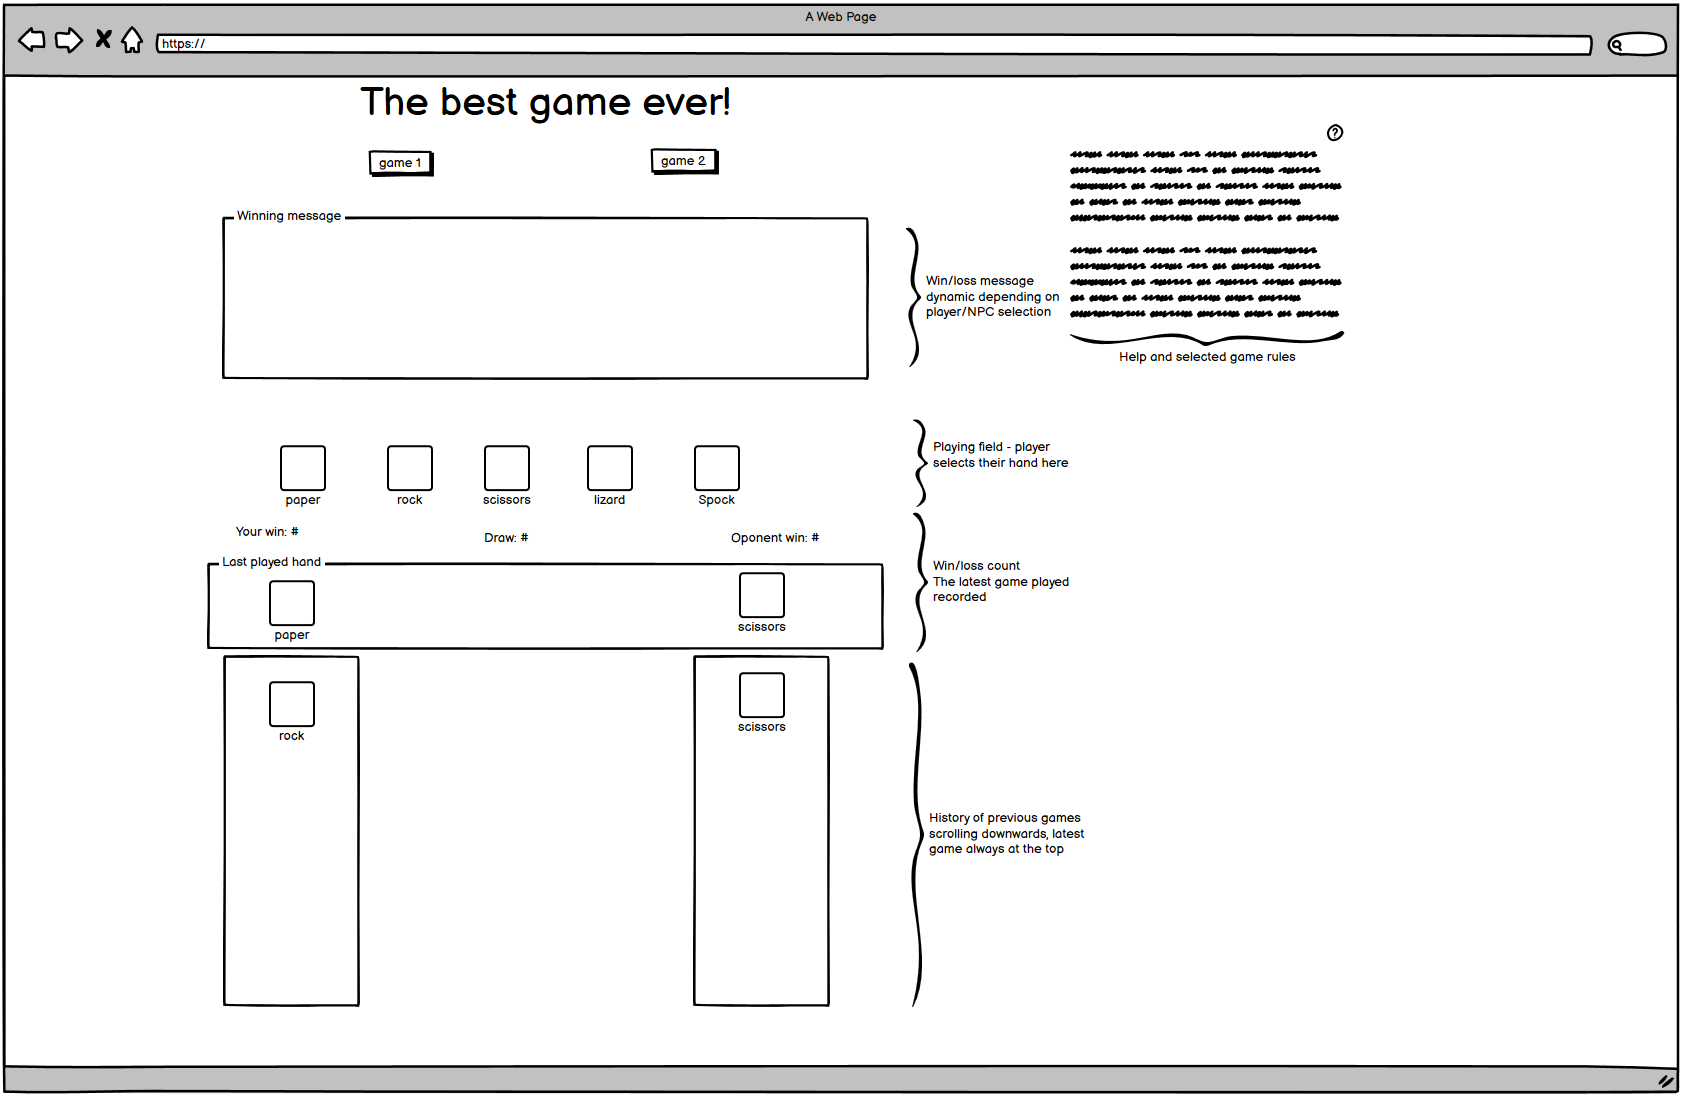 A Web Page
https://
The best game ever!
?
game 1
game 2
Winning message
Win/loss message
dynamic depending on
player/NPC selection
Help and selected game rules
Playing field - player
selects their hand here
paper
rock
scissors
lizard
Spock
Your win: #
Draw: #
Oponent win: #
Last played hand
Win/loss count
The latest game played
recorded
paper
scissors
rock
scissors
History of previous games
scrolling downwards, latest
game always at the top